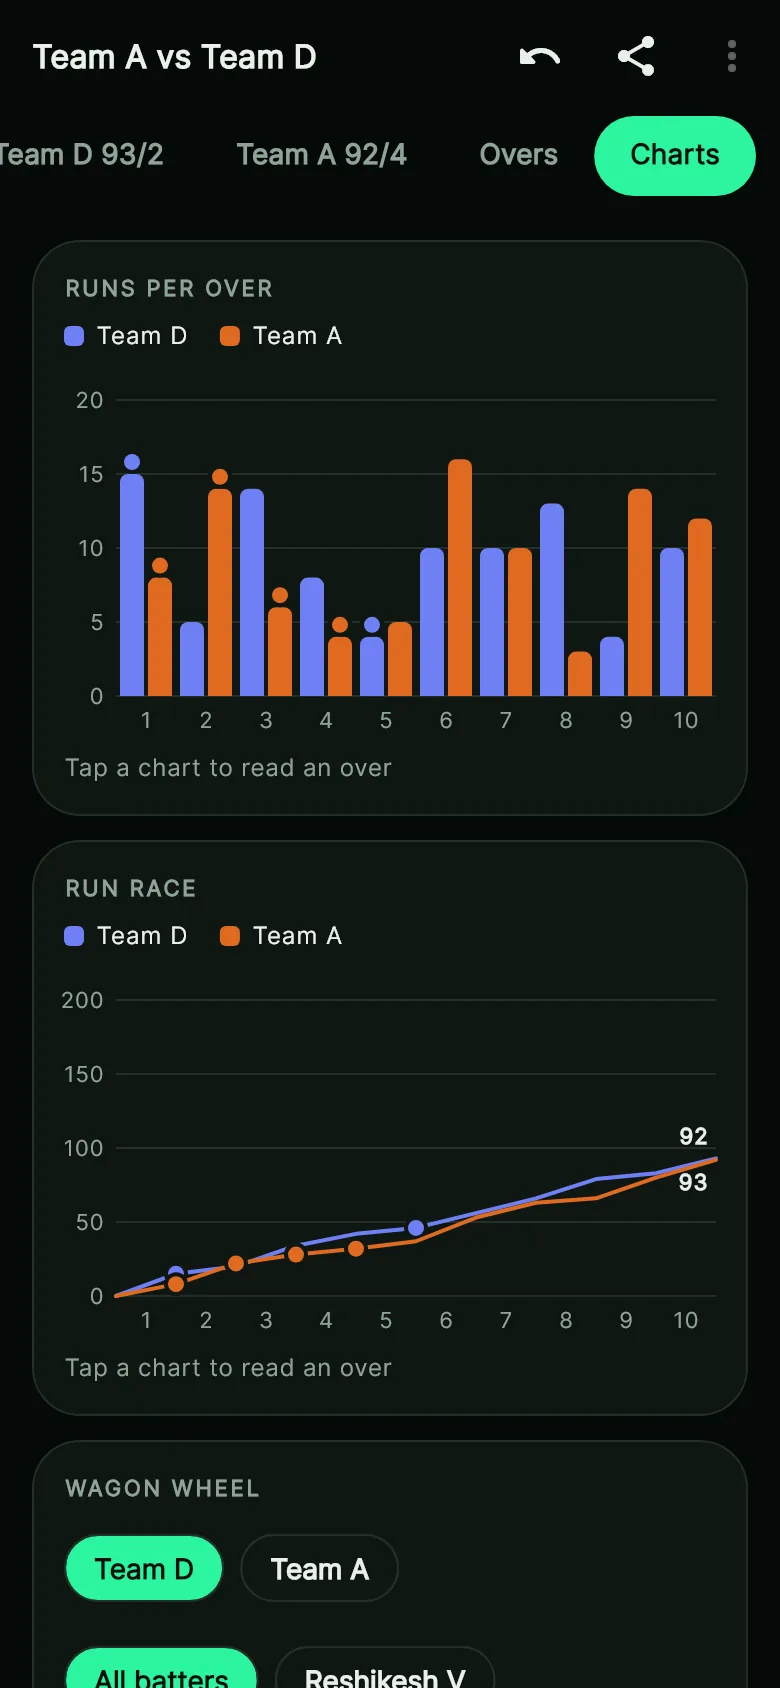 Team A vs Team D
Team D 93/2 Team A 92/4 Overs Charts
RUNS PER OVER
Team D Team A
20
15
10
5
0
1 2 3 4 5 6 7 8 9 10
Tap a chart to read an over
RUN RACE
Team D Team A
200
150
100
50
0
92
93
1 2 3 4 5 6 7 8 9 10
Tap a chart to read an over
WAGON WHEEL
Team D Team A
All batters Reshikesh V